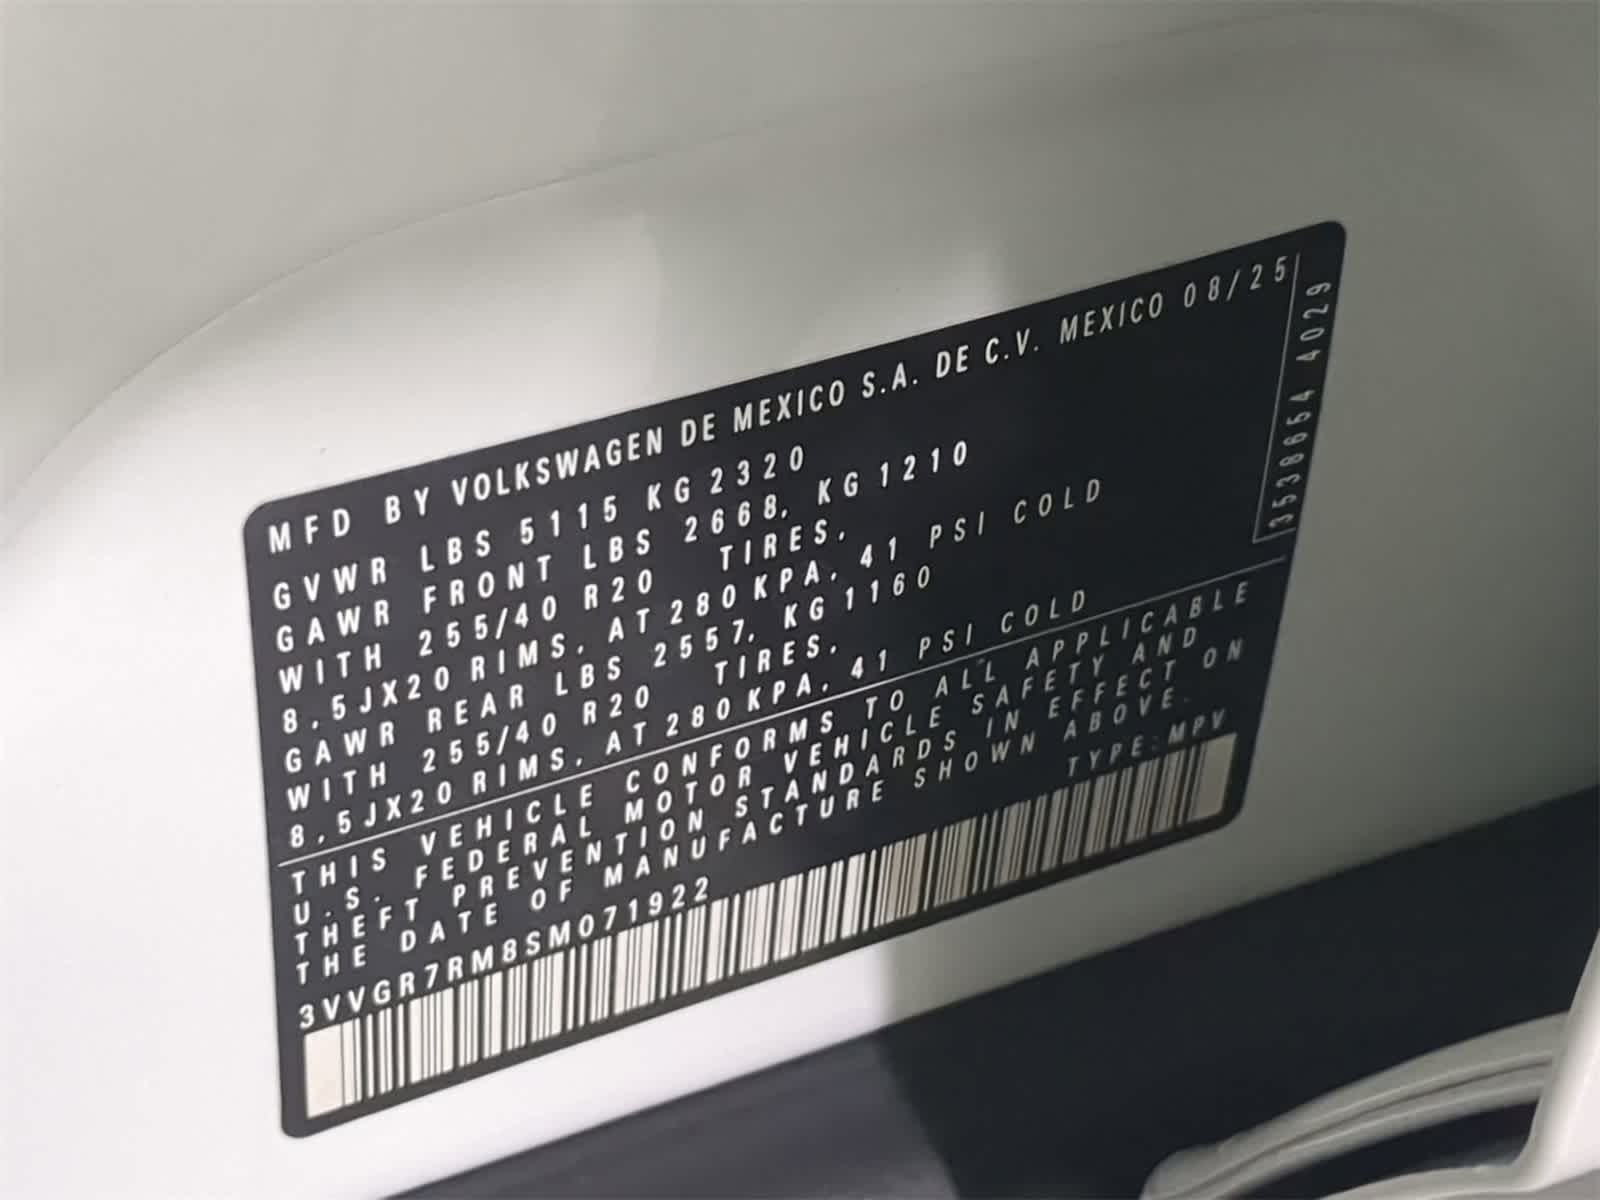 MFD BY VOLKSWAGEN DE MEXICO S.A. DE C.V. MEXICO 08/25
GVWR LBS 5115 KG 2320
GAWR FRONT LBS 2668, KG 1210
WITH 255/40 R20 TIRES,
8,5JX20 RIMS, AT 280KPA, 41 PSI COLD
GAWR REAR LBS 2557, KG 1160
WITH 255/40 R20 TIRES,
8,5JX20 RIMS, AT 280KPA, 41 PSI COLD
THIS VEHICLE CONFORMS TO ALL APPLICABLE
U.S. FEDERAL MOTOR VEHICLE SAFETY AND
THEFT PREVENTION STANDARDS IN EFFECT ON
THE DATE OF MANUFACTURE SHOWN ABOVE.
3VVGR7RM8SM071922 TYPE:MPV
3538654 4029